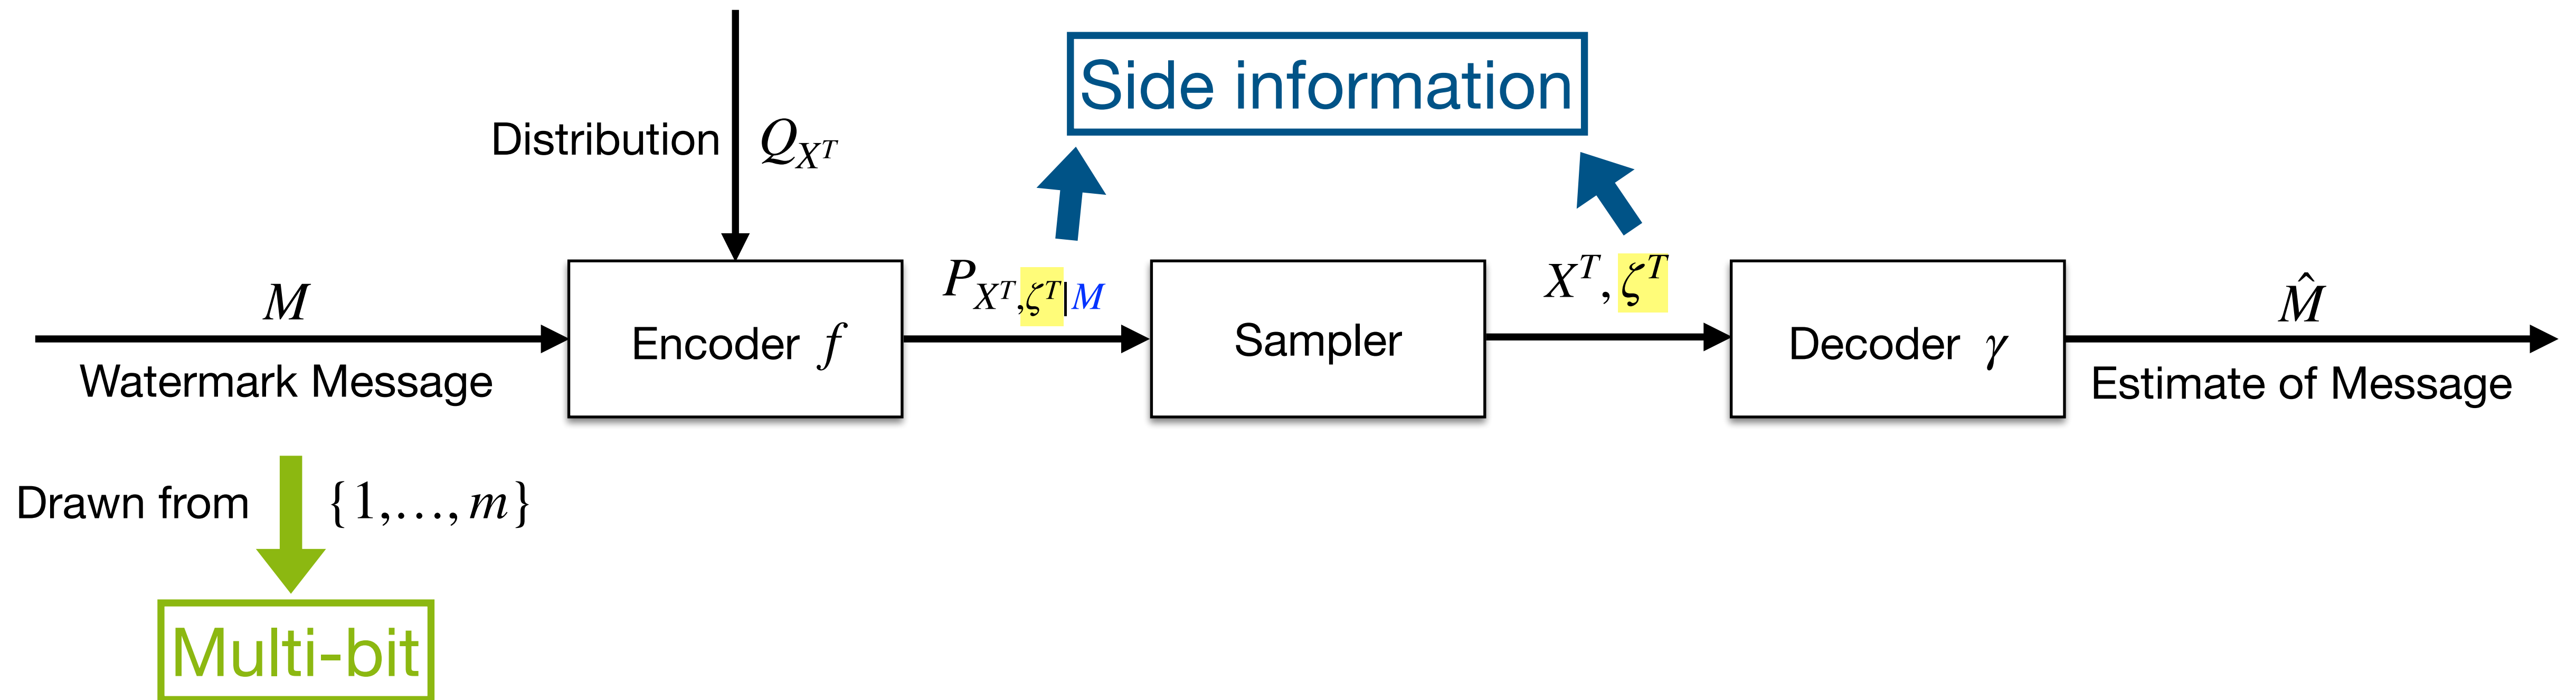 Side information
Distribution Q_{X^T}
M
P_{X^T,ζ^T|M}
X^T, ζ^T
M̂
Encoder f
Sampler
Decoder γ
Watermark Message
Estimate of Message
Drawn from {1,…,m}
Multi-bit